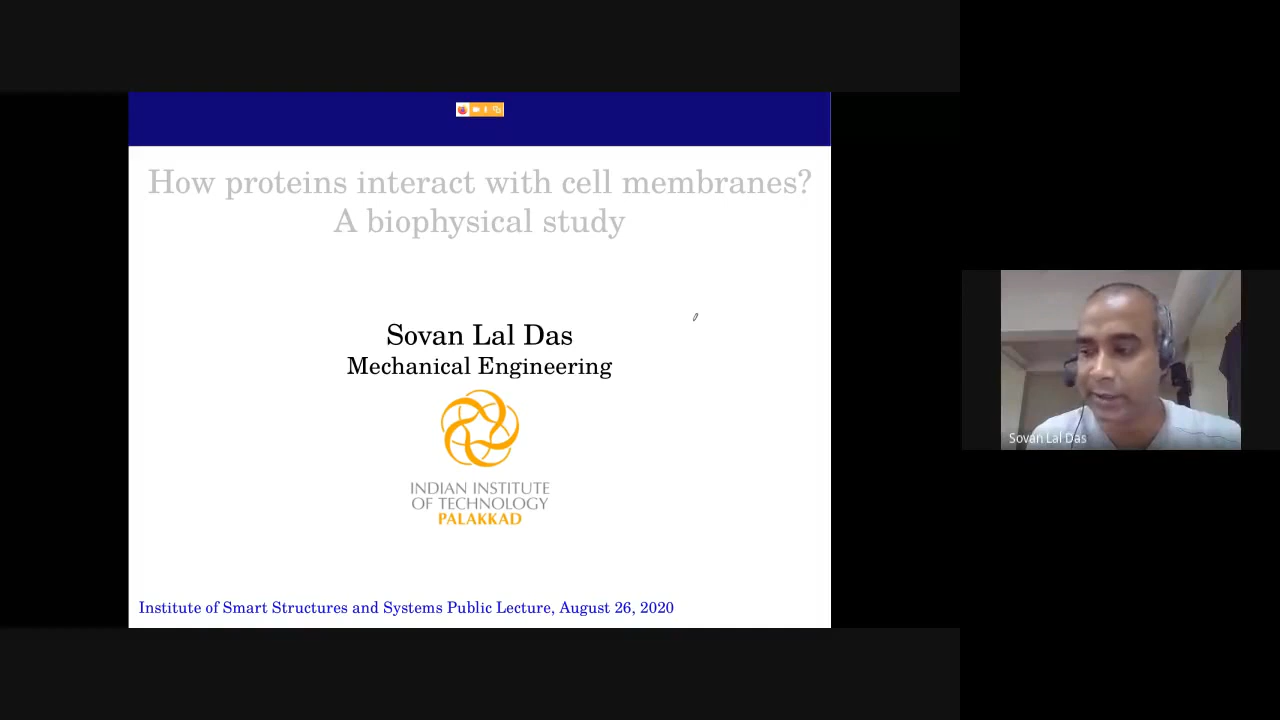 How proteins interact with cell membranes?
A biophysical study
Sovan Lal Das
Mechanical Engineering
INDIAN INSTITUTE
OF TECHNOLOGY
PALAKKAD
Institute of Smart Structures and Systems Public Lecture, August 26, 2020
Sovan Lal Das